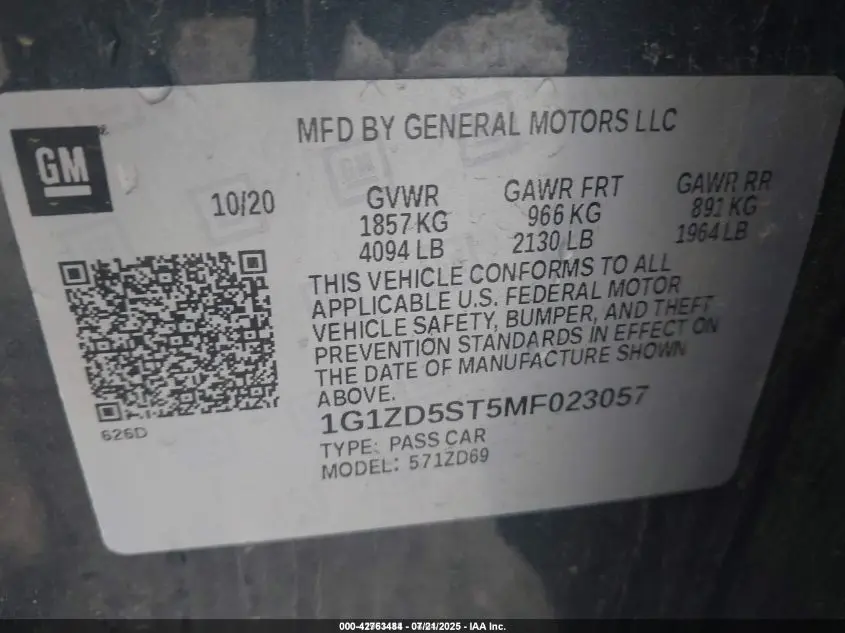 MFD BY GENERAL MOTORS LLC
GM
10/20
GVWR
1857 KG
4094 LB
GAWR FRT
966 KG
2130 LB
GAWR RR
891 KG
1964 LB
THIS VEHICLE CONFORMS TO ALL
APPLICABLE U.S. FEDERAL MOTOR
VEHICLE SAFETY, BUMPER, AND THEFT
PREVENTION STANDARDS IN EFFECT ON
THE DATE OF MANUFACTURE SHOWN
ABOVE.
1G1ZD5ST5MF023057
TYPE: PASS CAR
MODEL: 571ZD69
626D
- IAA Inc.